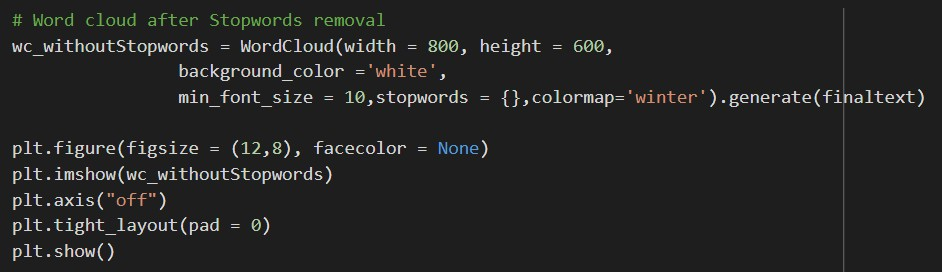 # Word cloud after Stopwords removal
wc_withoutStopwords = WordCloud(width = 800, height = 600,
                background_color ='white',
                min_font_size = 10,stopwords = {},colormap='winter').generate(finaltext)

plt.figure(figsize = (12,8), facecolor = None)
plt.imshow(wc_withoutStopwords)
plt.axis("off")
plt.tight_layout(pad = 0)
plt.show()